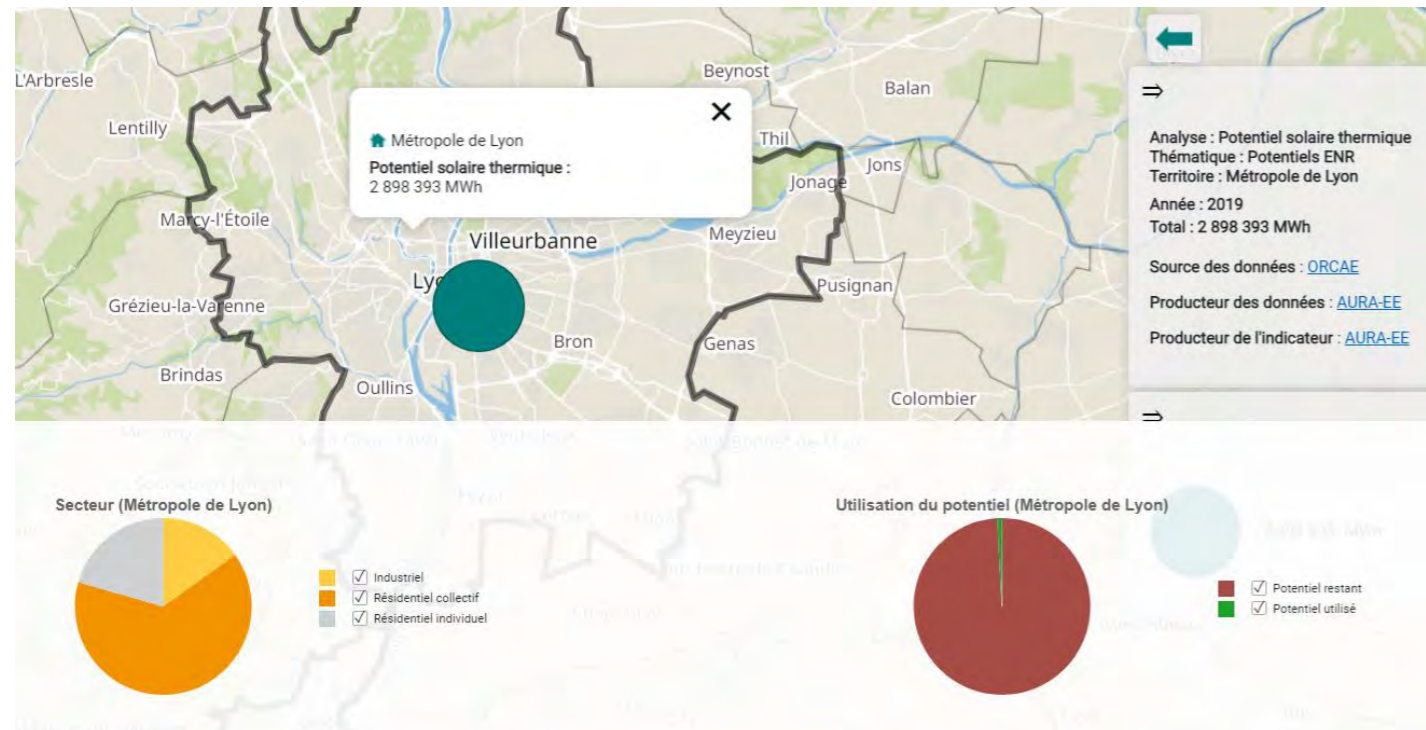 L'Arbresle
Beynost
Balan
Lentilly
Métropole de Lyon
Potentiel solaire thermique :
2 898 393 MWh
Thil
Jons
Jonage
Marcy-l'Étoile
Villeurbanne
Meyzieu
Pusignan
Grézieu-la-Varenne
Bron
Genas
Brindas
Oullins
Colombier
Analyse : Potentiel solaire thermique
Thématique : Potentiels ENR
Territoire : Métropole de Lyon
Année : 2019
Total : 2 898 393 MWh
Source des données : ORCAE
Producteur des données : AURA-EE
Producteur de l'indicateur : AURA-EE
Secteur (Métropole de Lyon)
Industriel
Résidentiel collectif
Résidentiel individuel
Utilisation du potentiel (Métropole de Lyon)
Potentiel restant
Potentiel utilisé